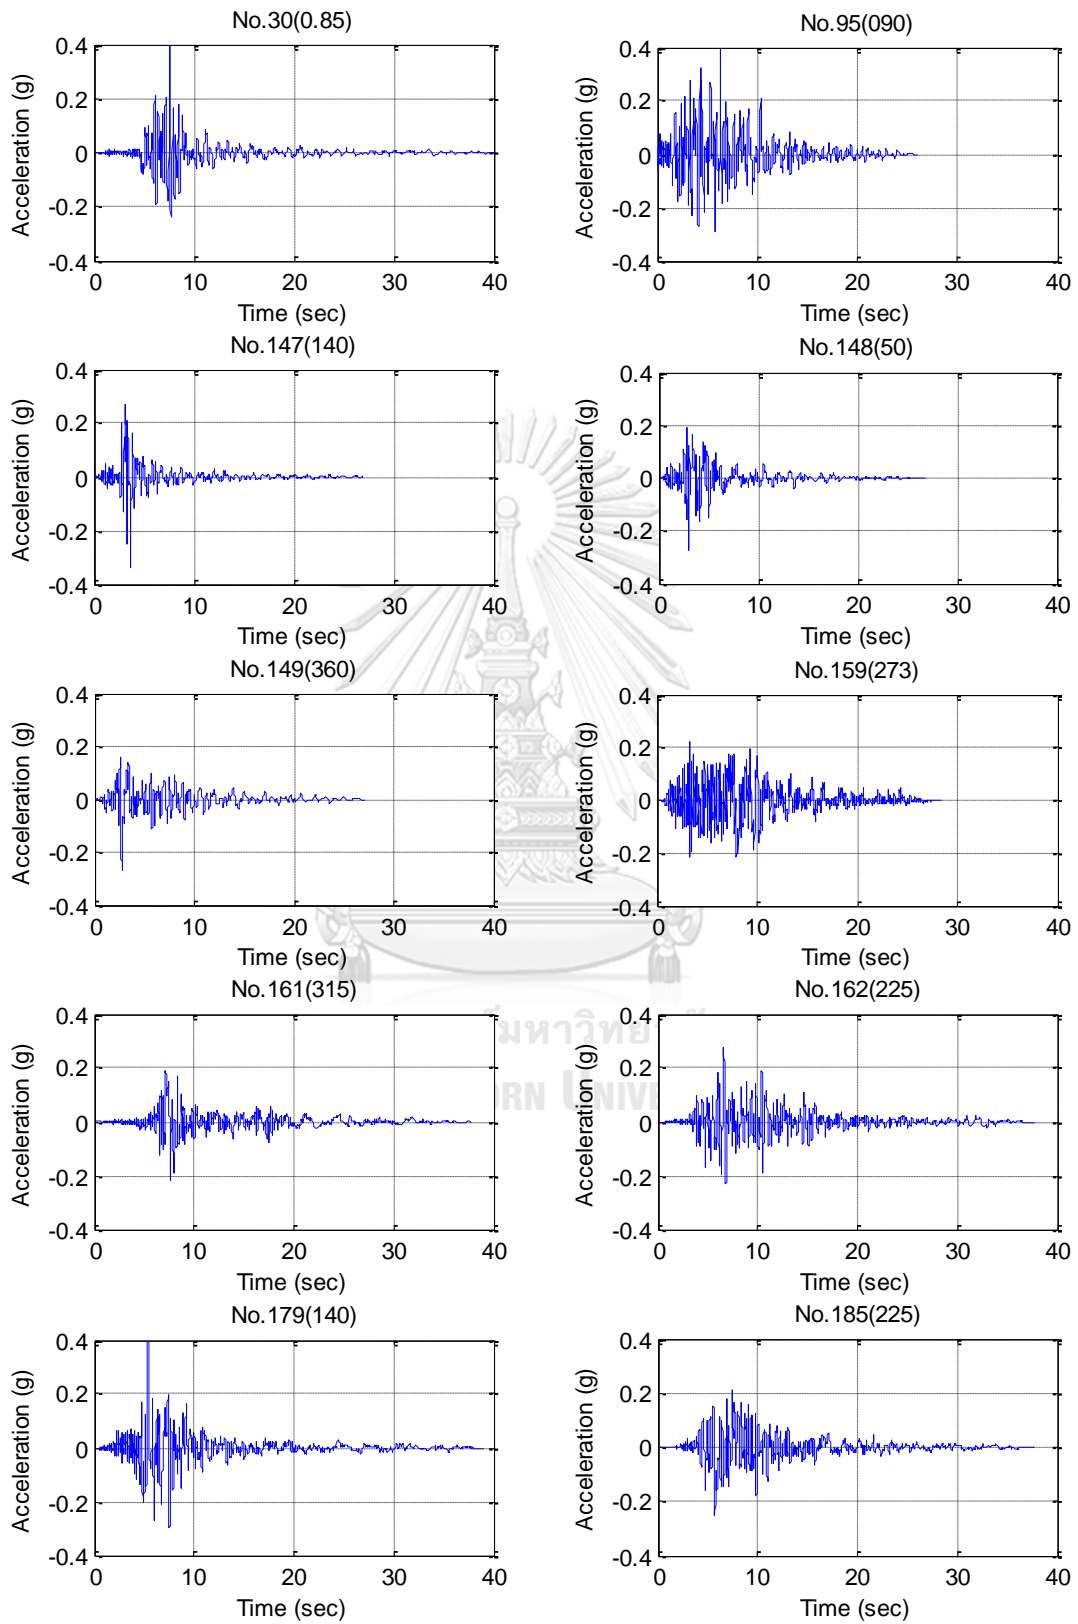 No.30(0.85)
Acceleration (g)
0.4
0.2
0
-0.2
-0.4
0 10 20 30 40
Time (sec)
No.95(090)
Acceleration (g)
0.4
0.2
0
-0.2
-0.4
0 10 20 30 40
Time (sec)
No.147(140)
Acceleration (g)
0.4
0.2
0
-0.2
-0.4
0 10 20 30 40
Time (sec)
No.148(50)
Acceleration (g)
0.4
0.2
0
-0.2
-0.4
0 10 20 30 40
Time (sec)
No.149(360)
Acceleration (g)
0.4
0.2
0
-0.2
-0.4
0 10 20 30 40
Time (sec)
No.159(273)
Acceleration (g)
0.4
0.2
0
-0.2
-0.4
0 10 20 30 40
Time (sec)
No.161(315)
Acceleration (g)
0.4
0.2
0
-0.2
-0.4
0 10 20 30 40
Time (sec)
No.162(225)
Acceleration (g)
0.4
0.2
0
-0.2
-0.4
0 10 20 30 40
Time (sec)
No.179(140)
Acceleration (g)
0.4
0.2
0
-0.2
-0.4
0 10 20 30 40
Time (sec)
No.185(225)
Acceleration (g)
0.4
0.2
0
-0.2
-0.4
0 10 20 30 40
Time (sec)